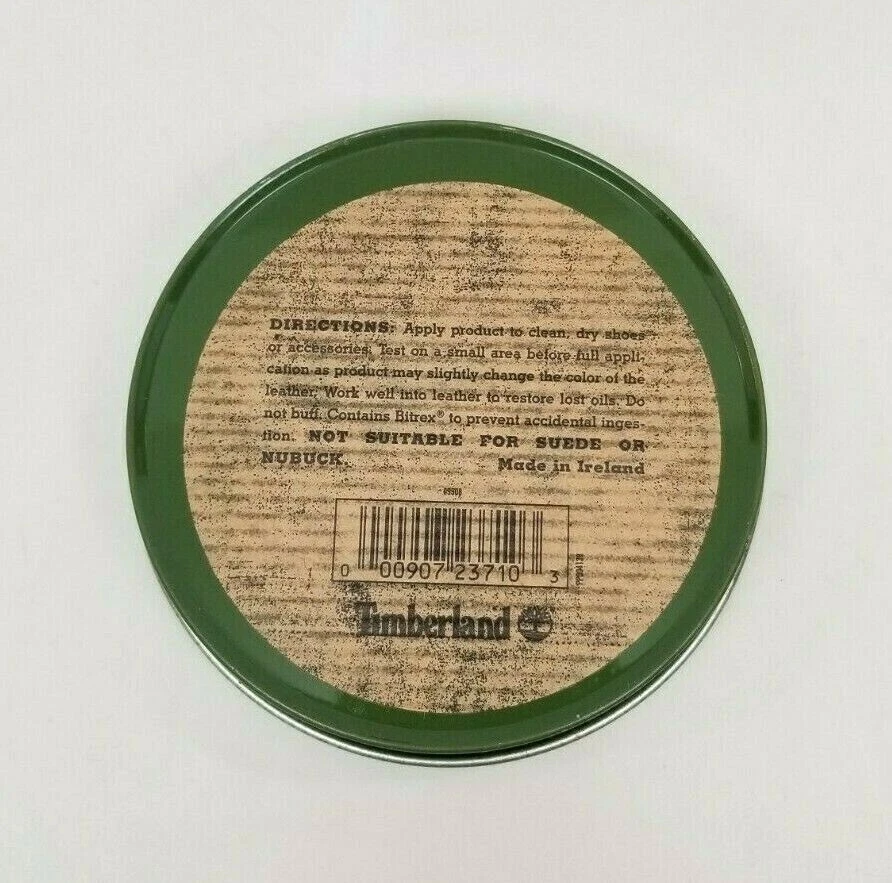 DIRECTIONS: Apply product to clean, dry shoes
or accessories. Test on a small area before full appli-
cation as product may slightly change the color of the
leather. Work well into leather to restore lost oils. Do
not buff. Contains Bitrex® to prevent accidental inges-
tion. NOT SUITABLE FOR SUEDE OR
NUBUCK. Made in Ireland
0 00907 23710 3
Timberland